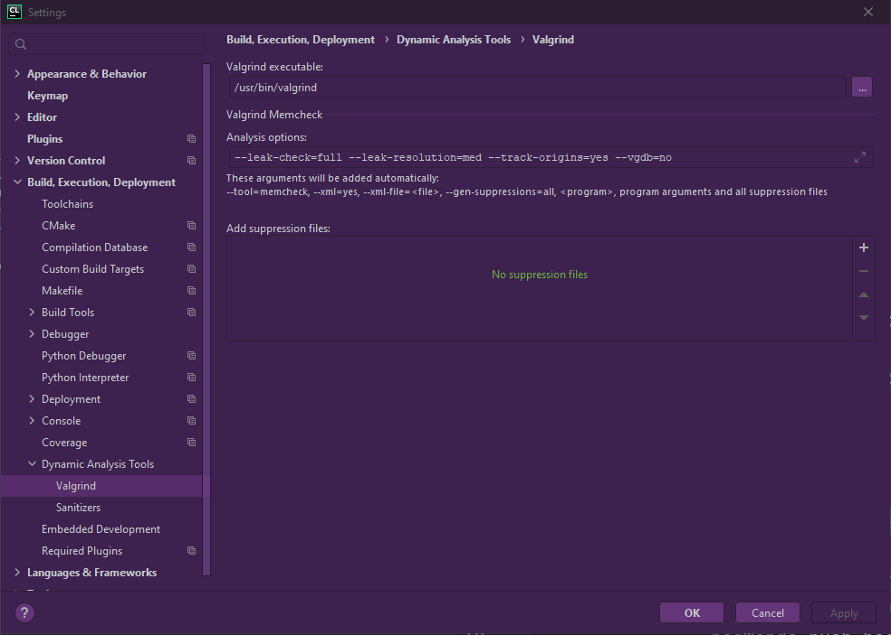 CL Settings
Build, Execution, Deployment › Dynamic Analysis Tools › Valgrind
Appearance & Behavior
Keymap
Editor
Plugins
Version Control
Build, Execution, Deployment
Toolchains
CMake
Compilation Database
Custom Build Targets
Makefile
Build Tools
Debugger
Python Debugger
Python Interpreter
Deployment
Console
Coverage
Dynamic Analysis Tools
Valgrind
Sanitizers
Embedded Development
Required Plugins
Languages & Frameworks
Valgrind executable:
/usr/bin/valgrind
...
Valgrind Memcheck
Analysis options:
--leak-check=full --leak-resolution=med --track-origins=yes --vgdb=no
These arguments will be added automatically:
--tool=memcheck, --xml=yes, --xml-file=<file>, --gen-suppressions=all, <program>, program arguments and all suppression files
Add suppression files:
No suppression files
?
OK
Cancel
Apply